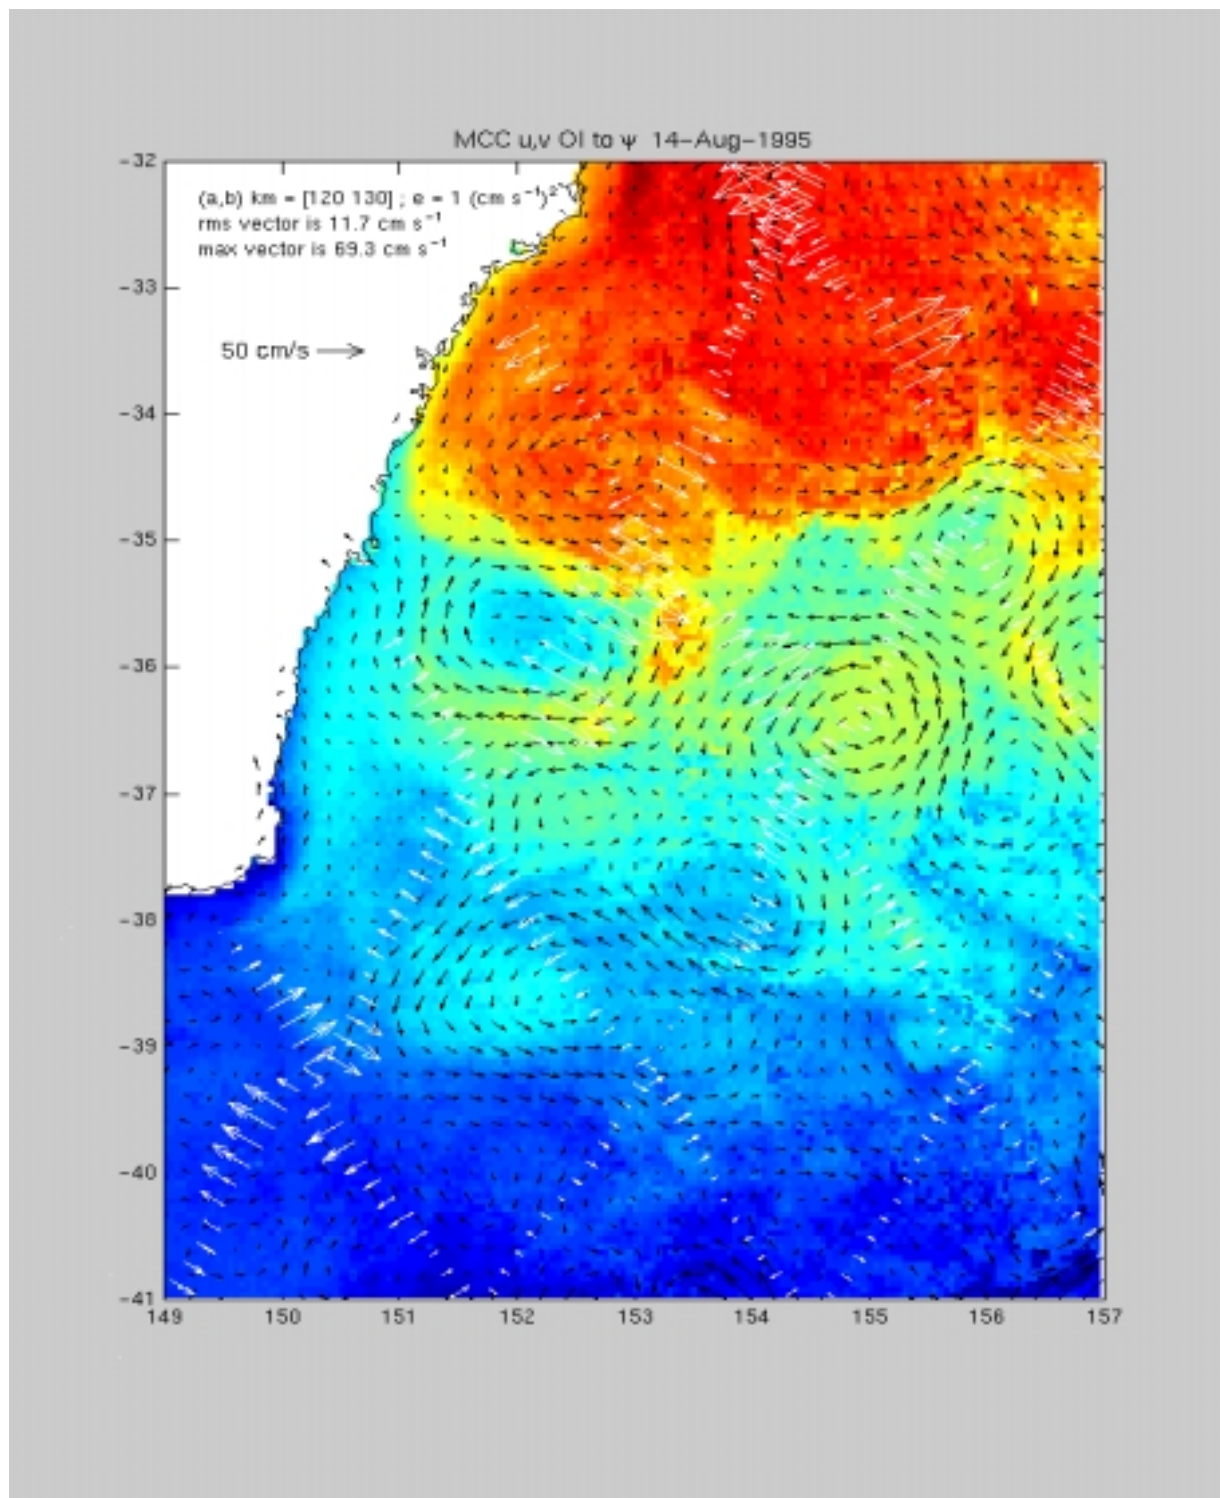 MCC u,v OI to ψ 14-Aug-1995
(a,b) km = [120 130] ; e = 1 (cm s⁻¹)²
rms vector is 11.7 cm s⁻¹
max vector is 69.3 cm s⁻¹
50 cm/s
-32
-33
-34
-35
-36
-37
-38
-39
-40
-41
149 150 151 152 153 154 155 156 157